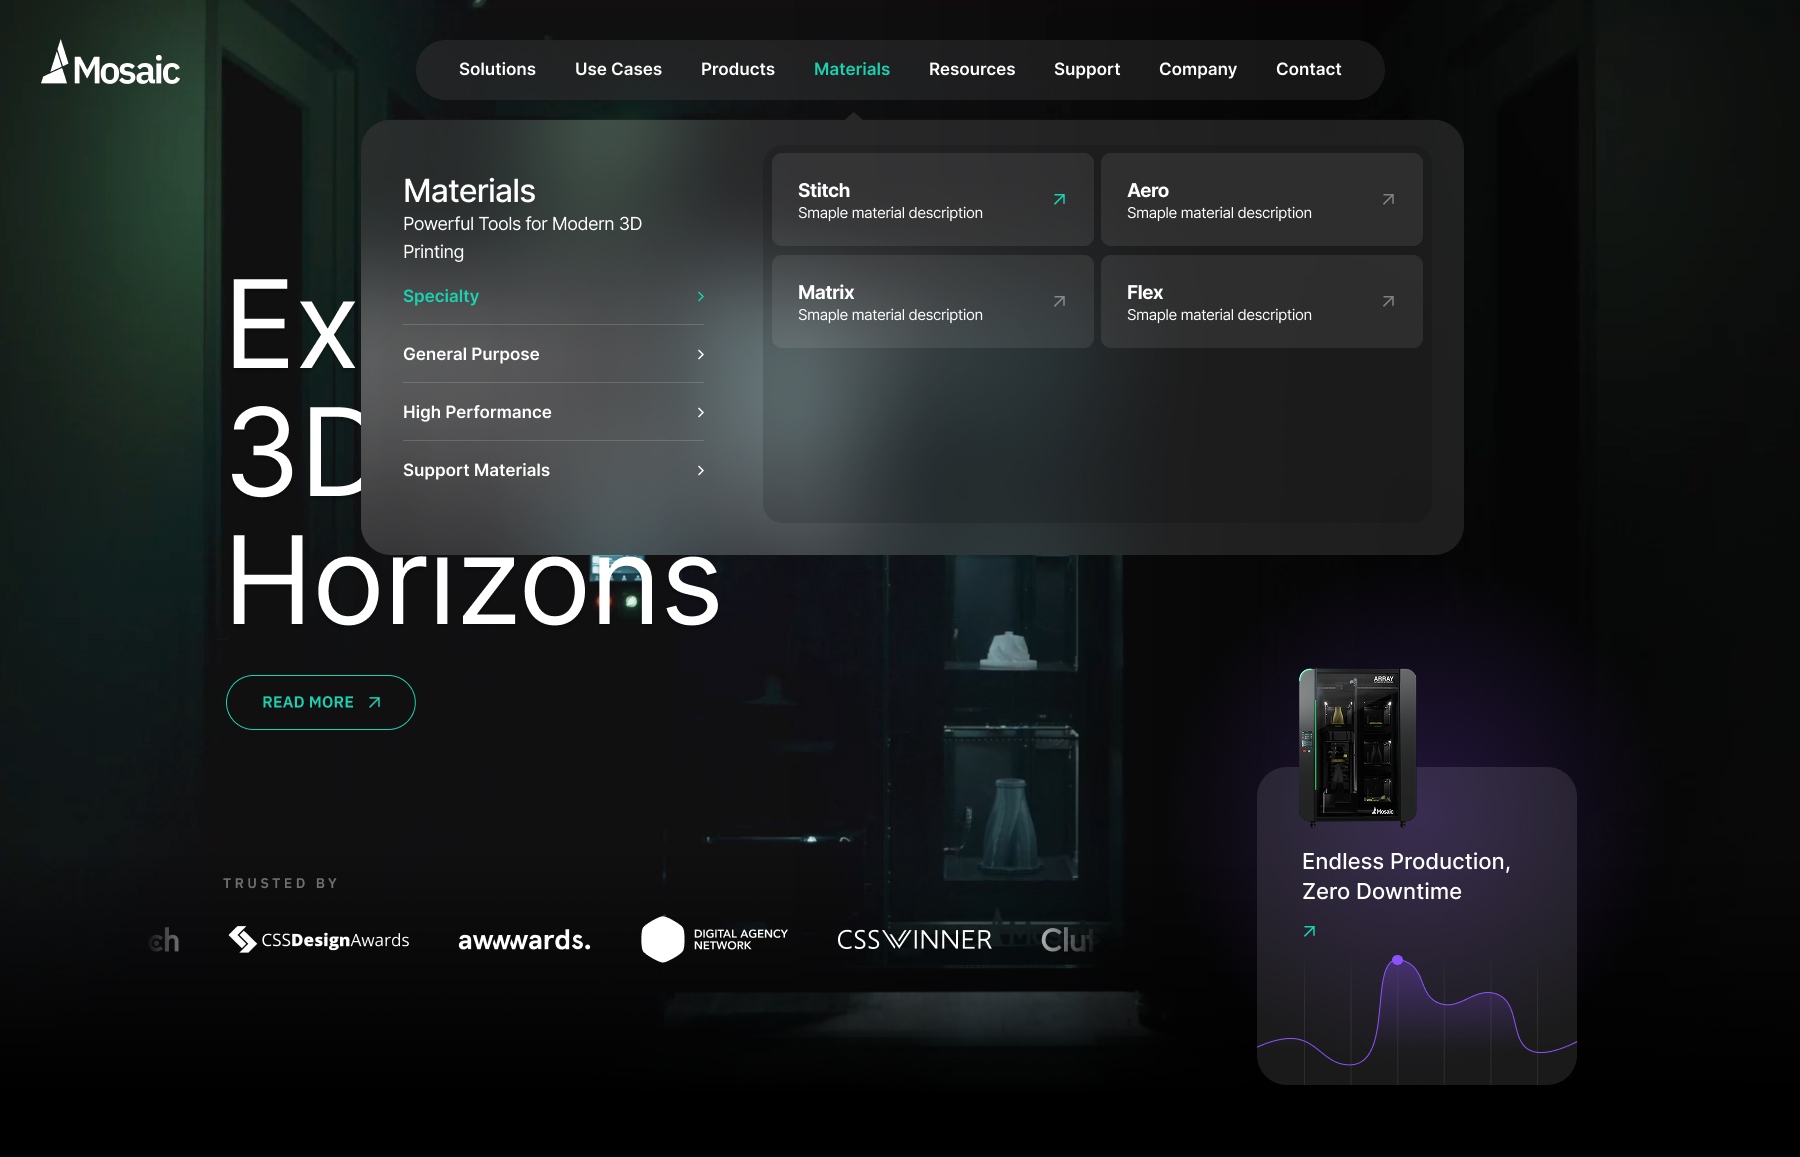 Mosaic
Solutions
Use Cases
Products
Materials
Resources
Support
Company
Contact
Materials
Powerful Tools for Modern 3D
Printing
Specialty
General Purpose
High Performance
Support Materials
Stitch
Smaple material description
Aero
Smaple material description
Matrix
Smaple material description
Flex
Smaple material description
Ex
3D
Horizons
READ MORE
ARRAY
Mosaic
Endless Production,
Zero Downtime
TRUSTED BY
ch
CSSDesignAwards
awwwards.
DIGITAL AGENCY
NETWORK
CSSWINNER
Clut